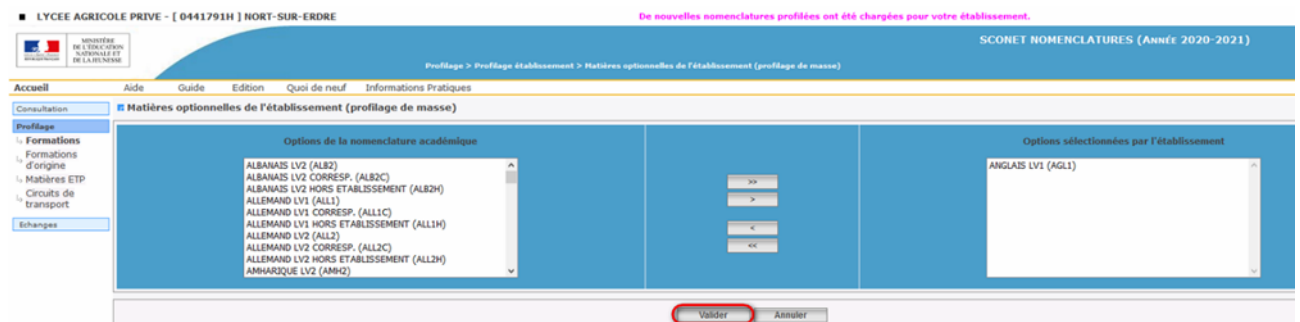 LYCEE AGRICOLE PRIVE - [ 0441791H ] NORT-SUR-ERDRE
De nouvelles nomenclatures profilées ont été chargées pour votre établissement.
MINISTÈRE
DE L'ÉDUCATION
NATIONALE ET
DE LA JEUNESSE
SCONET NOMENCLATURES (ANNÉE 2020-2021)
Profilage > Profilage établissement > Matières optionnelles de l'établissement (profilage de masse)
Accueil Aide Guide Edition Quoi de neuf Informations Pratiques
Consultation
Profilage
Formations
Formations
d'origine
Matières ETP
Circuits de
transport
Echanges
Matières optionnelles de l'établissement (profilage de masse)
Options de la nomenclature académique
ALBANAIS LV2 (ALB2)
ALBANAIS LV2 CORRESP. (ALB2C)
ALBANAIS LV2 HORS ETABLISSEMENT (ALB2H)
ALLEMAND LV1 (ALL1)
ALLEMAND LV1 CORRESP. (ALL1C)
ALLEMAND LV1 HORS ETABLISSEMENT (ALL1H)
ALLEMAND LV2 (ALL2)
ALLEMAND LV2 CORRESP. (ALL2C)
ALLEMAND LV2 HORS ETABLISSEMENT (ALL2H)
AMHARIQUE LV2 (AMH2)
>>
>
<
<<
Options sélectionnées par l'établissement
ANGLAIS LV1 (AGL1)
Valider Annuler